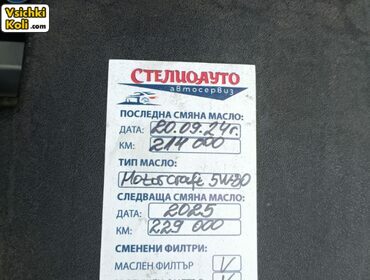 Vsichki
Koli.com
СТЕЛИОАУТО
автосервиз
ПОСЛЕДНА СМЯНА МАСЛО:
ДАТА: 20.09.24г.
КМ: 214 000
ТИП МАСЛО:
Motorcraft 5W30
СЛЕДВАЩА СМЯНА МАСЛО:
ДАТА: 2025
КМ: 229 000
СМЕНЕНИ ФИЛТРИ:
МАСЛЕН ФИЛТЪР V